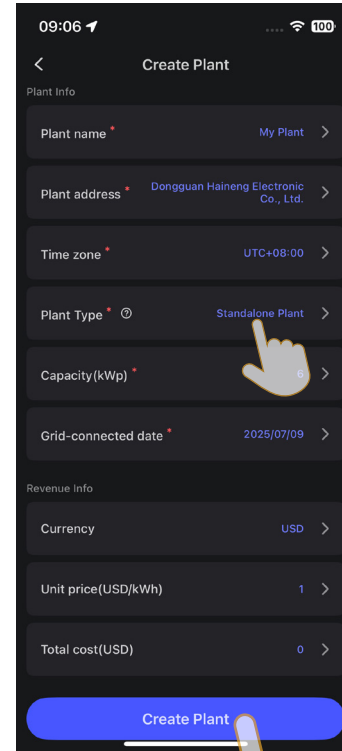 09:06
100
Create Plant
Plant Info
Plant name *
My Plant
Plant address *
Dongguan Haineng Electronic
Co., Ltd.
Time zone *
UTC+08:00
Plant Type * ?
Standalone Plant
Capacity(kWp) *
6
Grid-connected date *
2025/07/09
Revenue Info
Currency
USD
Unit price(USD/kWh)
1
Total cost(USD)
0
Create Plant